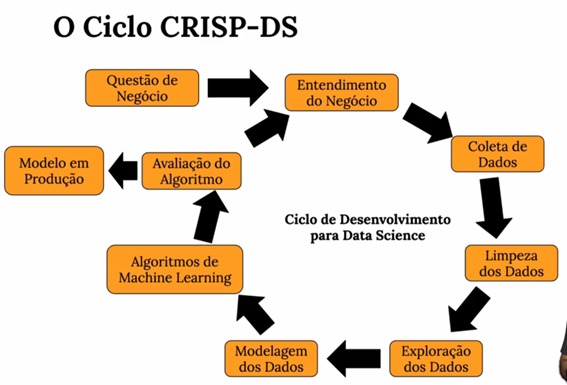 O Ciclo CRISP-DS
Questão de
Negócio
Entendimento
do Negócio
Coleta de
Dados
Limpeza
dos Dados
Exploração
dos Dados
Modelagem
dos Dados
Algoritmos de
Machine Learning
Avaliação do
Algoritmo
Modelo em
Produção
Ciclo de Desenvolvimento
para Data Science